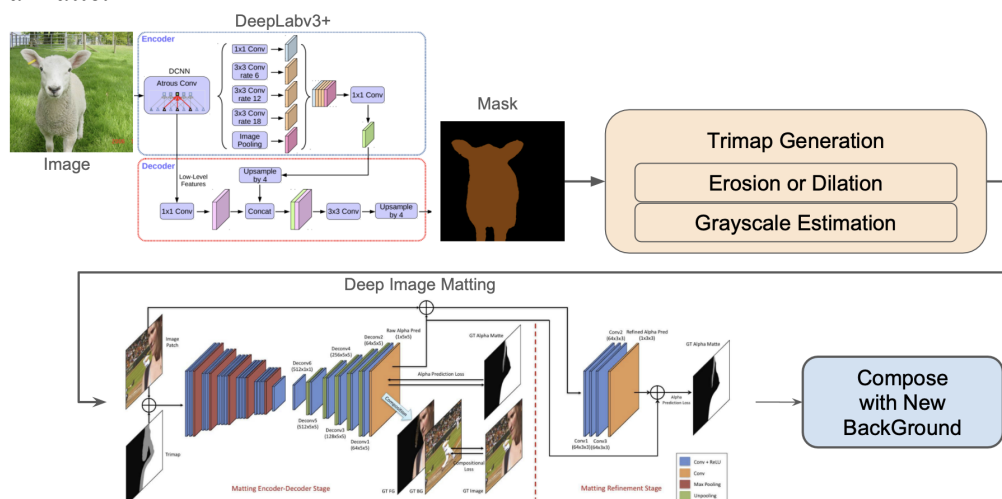 DeepLabv3+
Encoder
DCNN
Atrous Conv
1x1 Conv
3x3 Conv
rate 6
3x3 Conv
rate 12
3x3 Conv
rate 18
Image
Pooling
1x1 Conv
Image
Decoder
Low-Level
Features
Upsample
by 4
1x1 Conv
Concat
3x3 Conv
Upsample
by 4
Mask
Trimap Generation
Erosion or Dilation
Grayscale Estimation
Deep Image Matting
Image
Patch
Trimap
Deconv6
(512x1x1)
Deconv5
(512x5x5)
Deconv4
(256x5x5)
Deconv3
(128x5x5)
Deconv2
(64x5x5)
Deconv1
(64x5x5)
Raw Alpha Pred
(1x5x5)
GT Alpha Matte
Alpha Prediction Loss
Compositional
Loss
GT FG
GT BG
GT Image
Matting Encoder-Decoder Stage
Conv2
(64x3x3)
Refined Alpha Pred
(1x3x3)
GT Alpha Matte
Alpha
Prediction Loss
Conv1
(64x3x3)
Conv3
(64x3x3)
Conv + ReLU
Conv
Max Pooling
Unpooling
Matting Refinement Stage
Compose
with New
BackGround